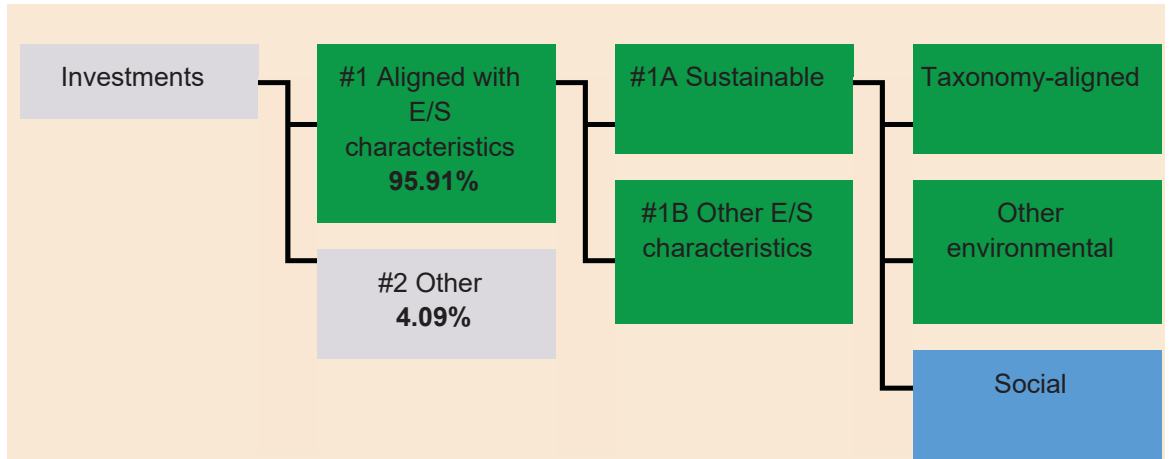 Investments
#1 Aligned with
E/S
characteristics
95.91%
#2 Other
4.09%
#1A Sustainable
#1B Other E/S
characteristics
Taxonomy-aligned
Other
environmental
Social